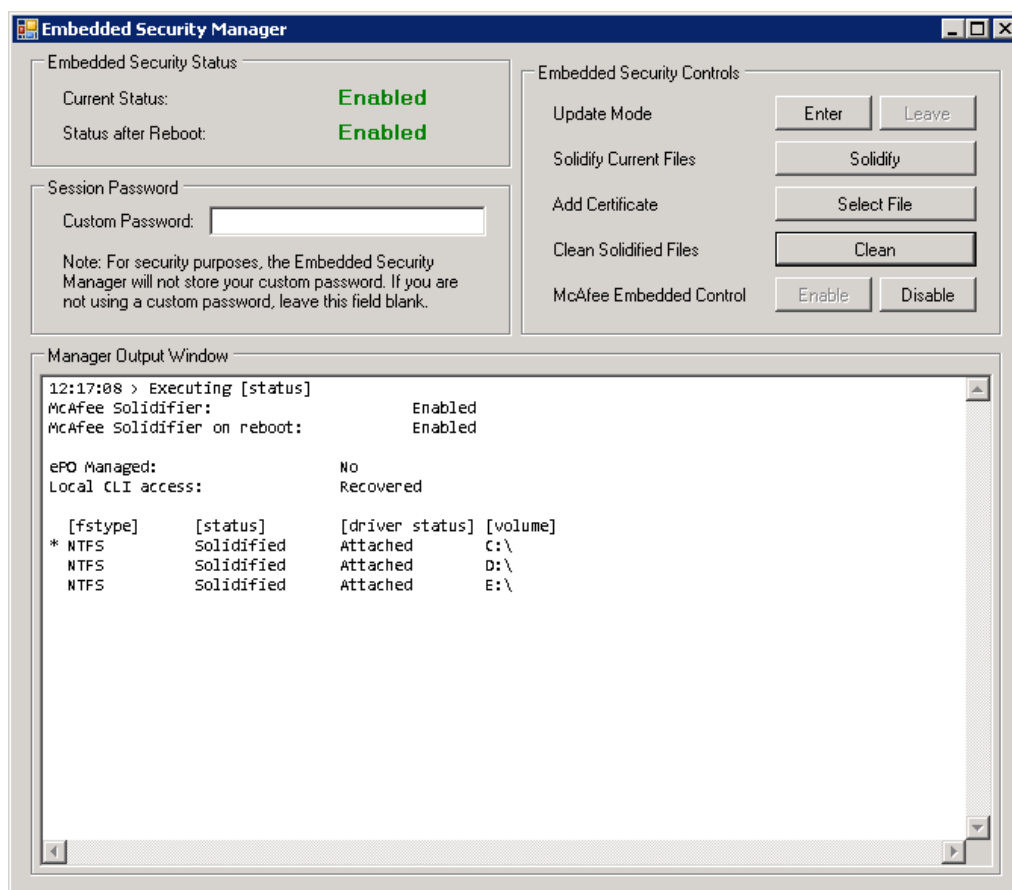 Embedded Security Manager
Embedded Security Status
Current Status: Enabled
Status after Reboot: Enabled
Session Password
Custom Password:
Note: For security purposes, the Embedded Security
Manager will not store your custom password. If you are
not using a custom password, leave this field blank.
Embedded Security Controls
Update Mode Enter Leave
Solidify Current Files Solidify
Add Certificate Select File
Clean Solidified Files Clean
McAfee Embedded Control Enable Disable
Manager Output Window
12:17:08 > Executing [status]
McAfee Solidifier: Enabled
McAfee Solidifier on reboot: Enabled
ePO Managed: No
Local CLI access: Recovered
[fstype] [status] [driver status] [volume]
* NTFS Solidified Attached C:\
NTFS Solidified Attached D:\
NTFS Solidified Attached E:\